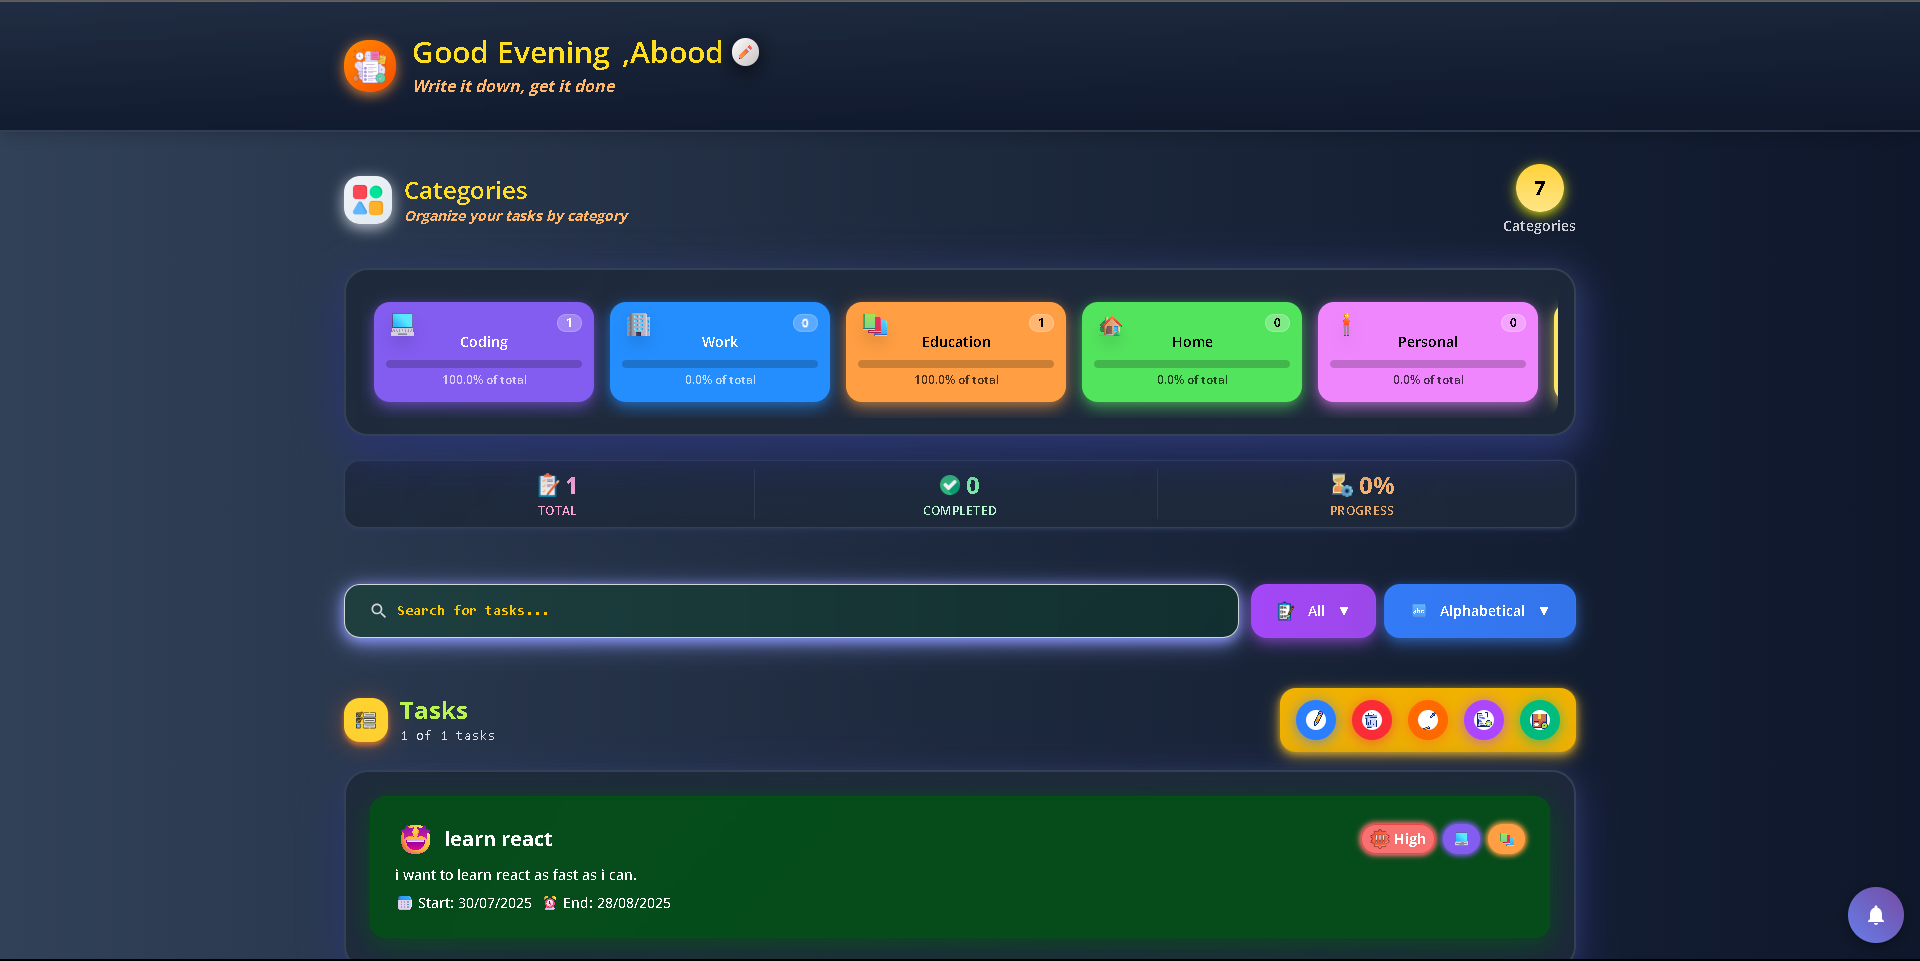 Good Evening ,Abood
Write it down, get it done
Categories
Organize your tasks by category
7
Categories
1
Coding
100.0% of total
0
Work
0.0% of total
1
Education
100.0% of total
0
Home
0.0% of total
0
Personal
0.0% of total
1
TOTAL
0
COMPLETED
0%
PROGRESS
Search for tasks...
All ▼
abc Alphabetical ▼
Tasks
1 of 1 tasks
learn react
High
i want to learn react as fast as i can.
Start: 30/07/2025 End: 28/08/2025